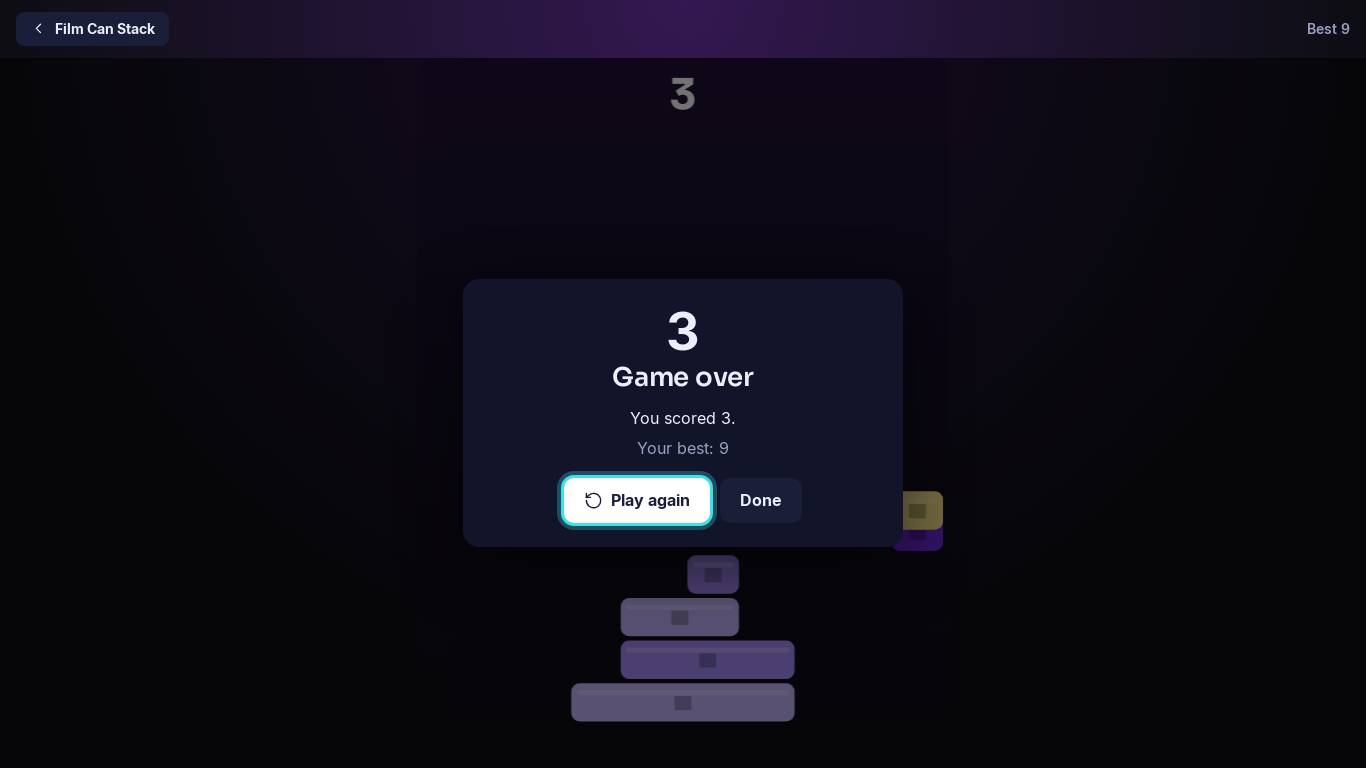 Film Can Stack
Best 9
3
3
Game over
You scored 3.
Your best: 9
Play again
Done